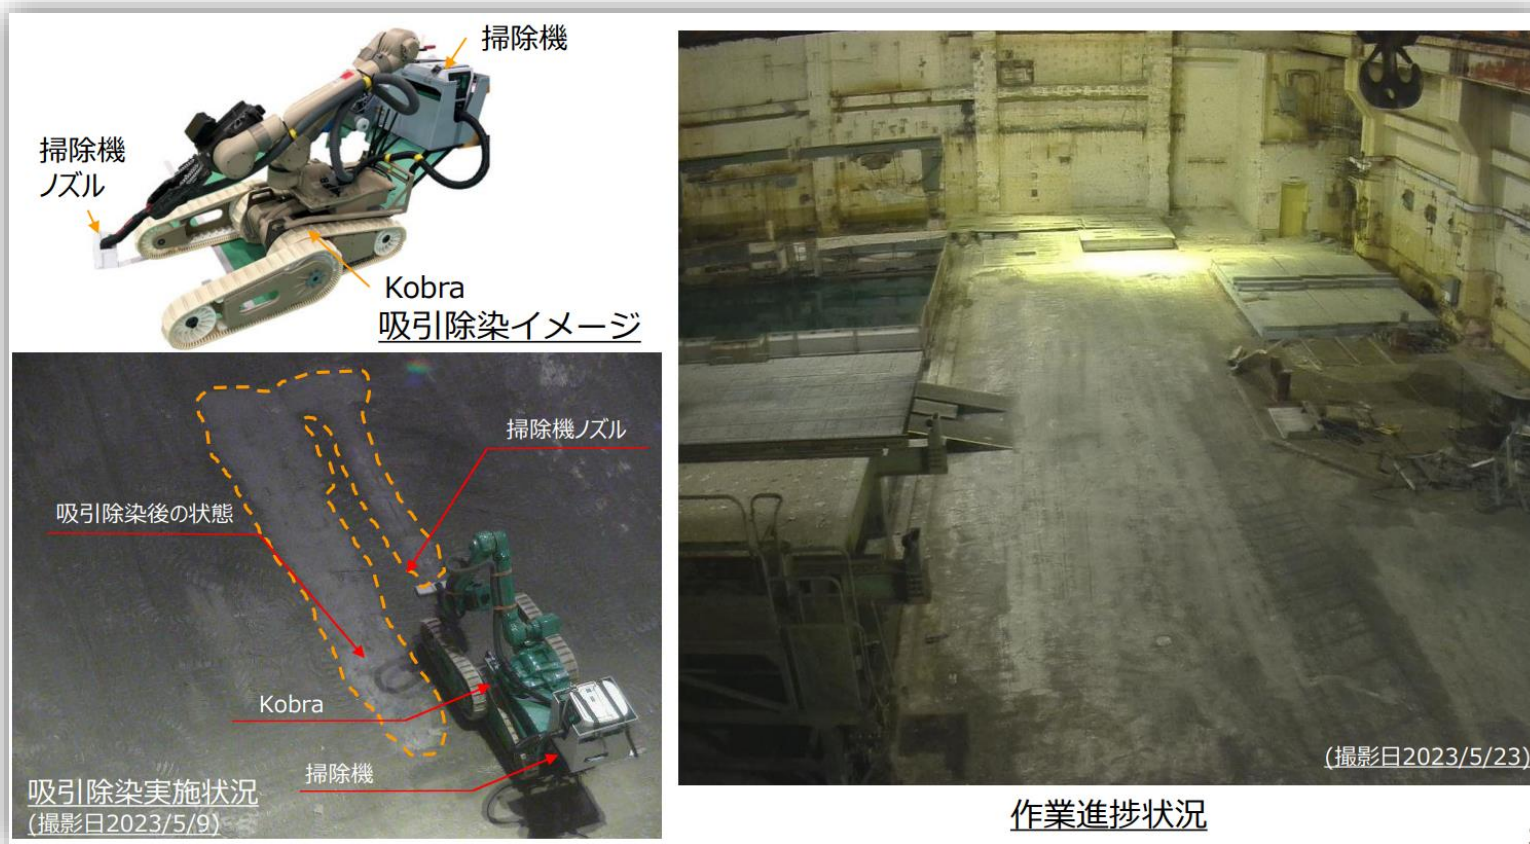 掃除機
掃除機
ノズル
Kobra
吸引除染イメージ
掃除機ノズル
吸引除染後の状態
Kobra
掃除機
吸引除染実施状況
(撮影日2023/5/9)
(撮影日2023/5/23)
作業進捗状況